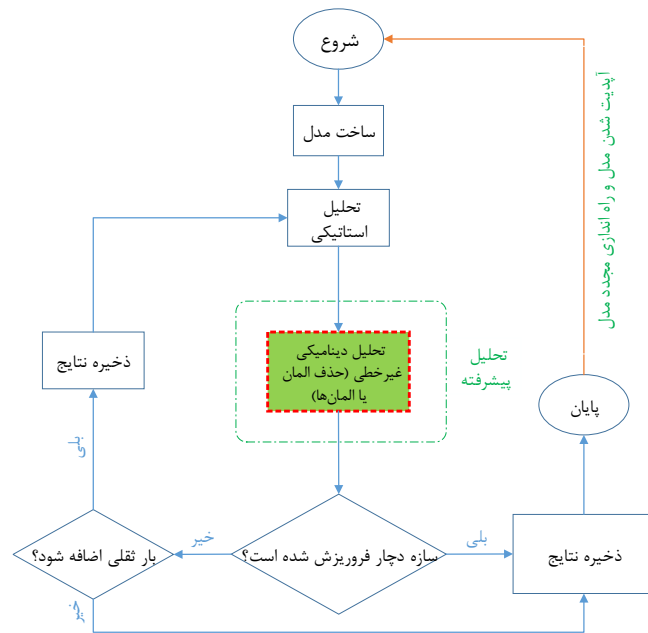 شروع
ساخت مدل
تحلیل
استاتیکی
تحلیل دینامیکی
غیرخطی (حذف المان
یا المان‌ها)
تحلیل
پیشرفته
آپدیت شدن مدل و راه اندازی مجدد مدل
ذخیره نتایج
پایان
بلی
سازه دچار فروریزش شده است؟
خیر
بلی
بار ثقلی اضافه شود؟
ذخیره نتایج
خیر